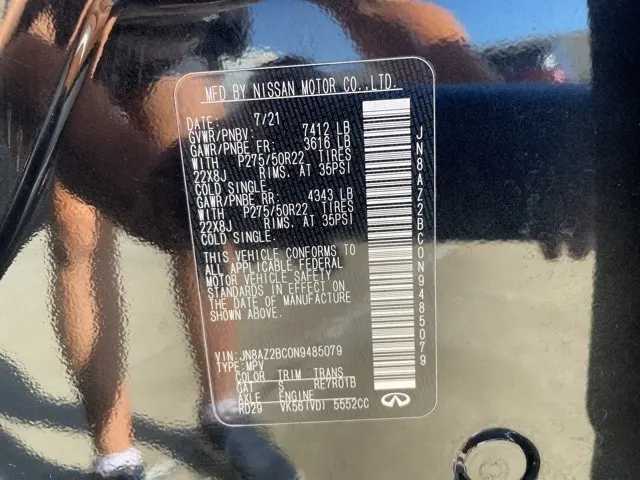 MFD BY NISSAN MOTOR CO.,LTD.
DATE: 7/21
GVWR/PNBV: 7412 LB
GAWR/PNBE FR: 3616 LB
WITH P275/50R22 TIRES
22X8J RIMS. AT 35PSI
COLD SINGLE.
GAWR/PNBE RR: 4343 LB
WITH P275/50R22 TIRES
22X8J RIMS. AT 35PSI
COLD SINGLE.
THIS VEHICLE CONFORMS TO
ALL APPLICABLE FEDERAL
MOTOR VEHICLE SAFETY
STANDARDS IN EFFECT ON
THE DATE OF MANUFACTURE
SHOWN ABOVE.
VIN: JN8AZ2BC0N9485079
TYPE: MPV
COLOR TRIM TRANS
GAT S RE7R01B
AXLE ENGINE
RO29 VK56(VD) 5552CC
JN8AZ2BC0N9485079